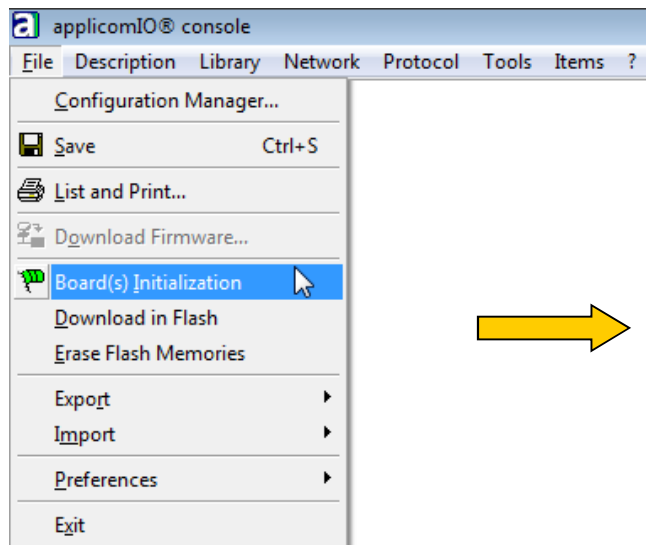 a applicomIO® console
File Description Library Network Protocol Tools Items ?
Configuration Manager...
Save Ctrl+S
List and Print...
Download Firmware...
Board(s) Initialization
Download in Flash
Erase Flash Memories
Export
Import
Preferences
Exit